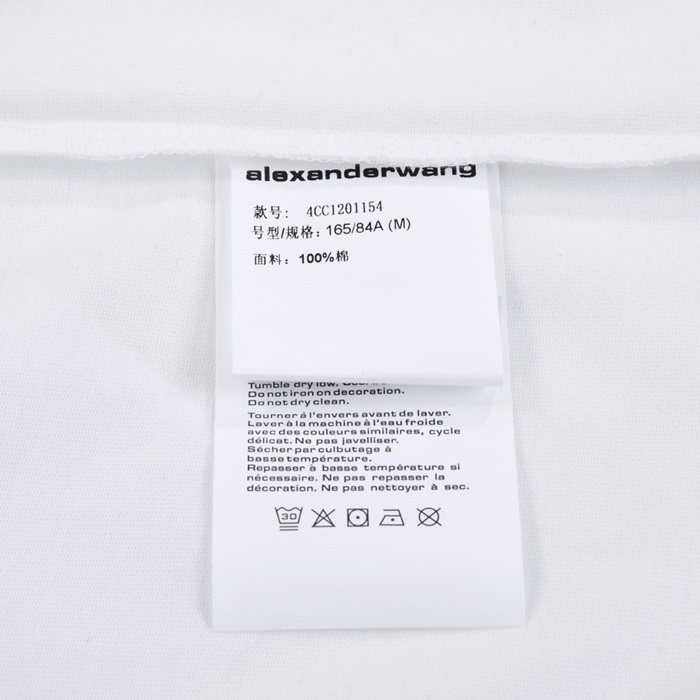 alexanderwang
款号: 4CC1201154
号型/规格: 165/84A (M)
面料: 100%棉
Tumble dry low.
Do not iron on decoration.
Do not dry clean.
Tourner à l'envers avant de laver.
Laver à la machine à l'eau froide
avec des couleurs similaires, cycle
délicat. Ne pas javelliser.
Sécher par culbutage à
basse température.
Repasser à basse température si
nécessaire. Ne pas repasser la
décoration. Ne pas nettoyer à sec.
30